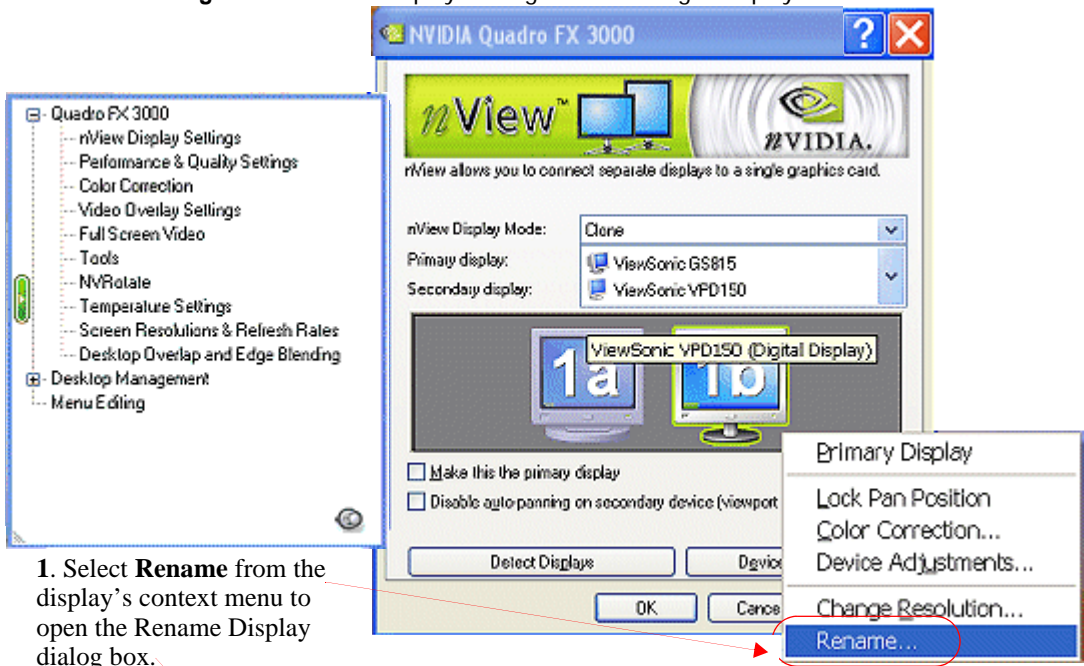 NVIDIA Quadro FX 3000
Quadro FX 3000
nView Display Settings
Performance & Quality Settings
Color Correction
Video Overlay Settings
Full Screen Video
Tools
NVRotate
Temperature Settings
Screen Resolutions & Refresh Rates
Desktop Overlap and Edge Blending
Desktop Management
Menu Editing
nView™
nVIDIA.
nView allows you to connect separate displays to a single graphics card.
nView Display Mode: Clone
Primary display: ViewSonic GS815
Secondary display: ViewSonic VPD150
ViewSonic VPD150 (Digital Display)
1a 1b
Make this the primary display
Disable auto-panning on secondary device (viewport
Detect Displays
OK
Primary Display
Lock Pan Position
Color Correction...
Device Adjustments...
Change Resolution...
Rename...
1. Select Rename from the
display's context menu to
open the Rename Display
dialog box.